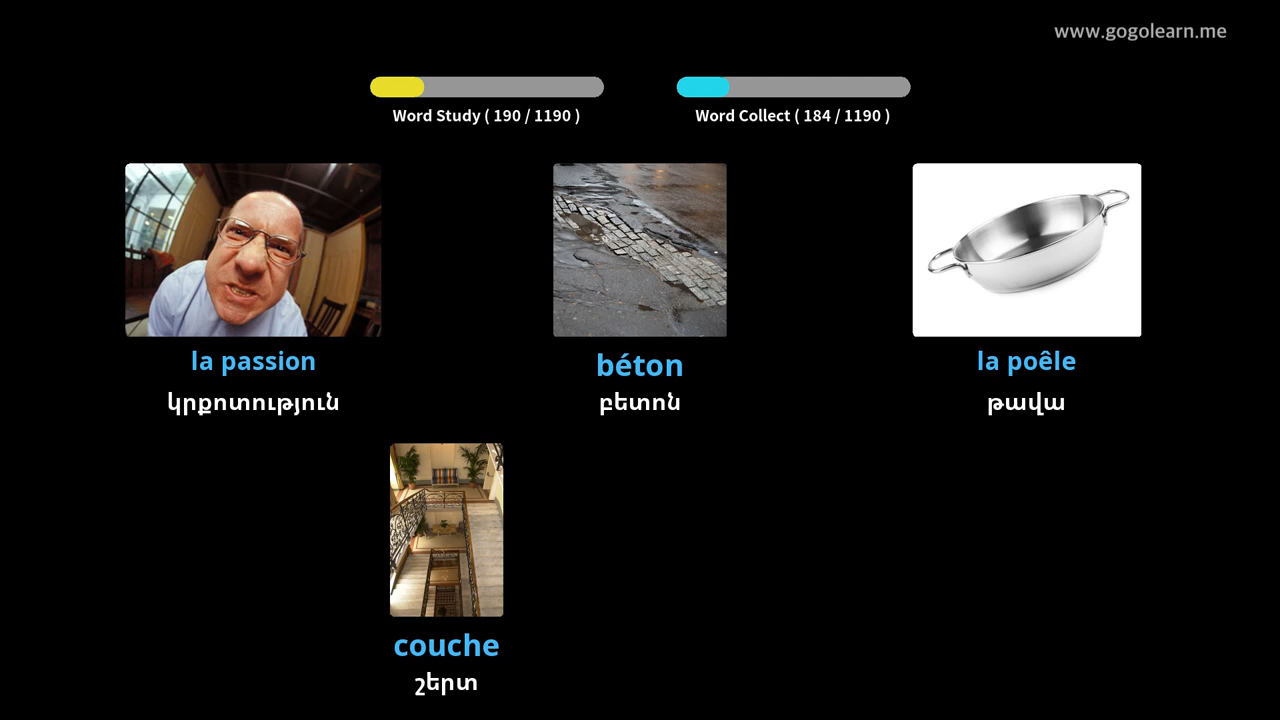 www.gogolearn.me
Word Study ( 190 / 1190 )
Word Collect ( 184 / 1190 )
la passion
կրքոտություն
béton
բետոն
la poêle
թավա
couche
շերտ